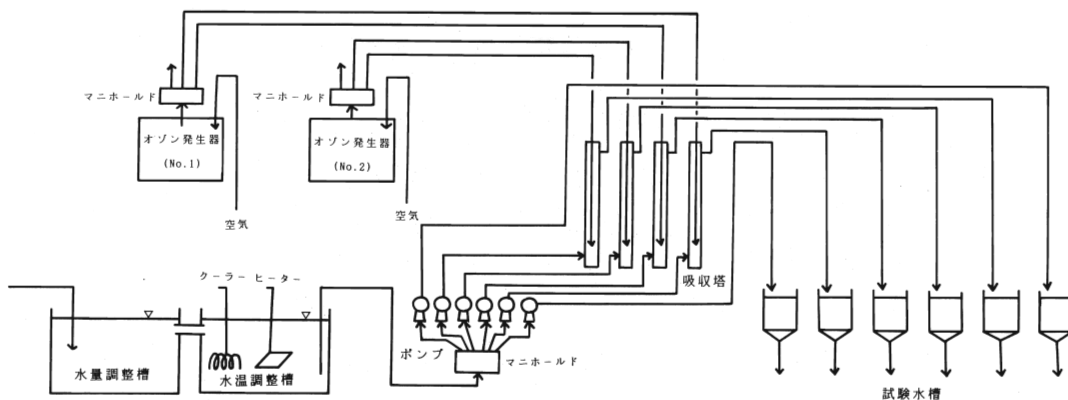 マニホールド
マニホールド
オゾン発生器
(No.1)
オゾン発生器
(No.2)
空気
空気
クーラー ヒーター
吸収塔
ポンプ
マニホールド
水量調整槽
水温調整槽
試験水槽